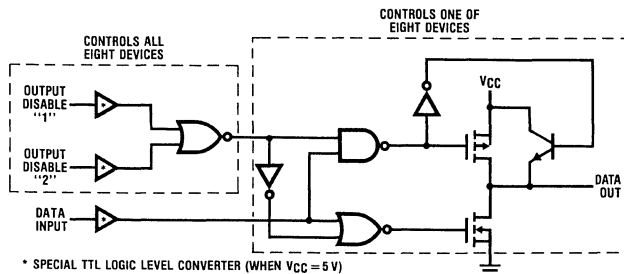 CONTROLS ONE OF
EIGHT DEVICES
CONTROLS ALL
EIGHT DEVICES
OUTPUT
DISABLE
"1"
*
OUTPUT
DISABLE
"2"
*
DATA
INPUT
*
VCC
DATA
OUT
* SPECIAL TTL LOGIC LEVEL CONVERTER (WHEN VCC = 5 V)